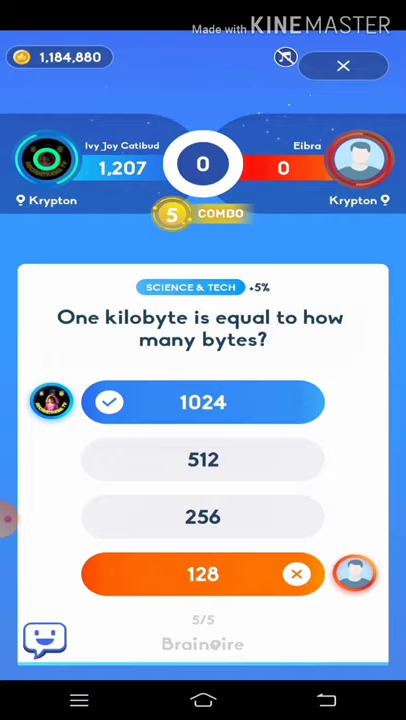 Made with KINEMASTER
1,184,880
Ivy Joy Catibud
Eibra
1,207
0
0
Krypton
Krypton
5 COMBO
SCIENCE & TECH +5%
One kilobyte is equal to how
many bytes?
1024
512
256
128
5/5
Brainwire